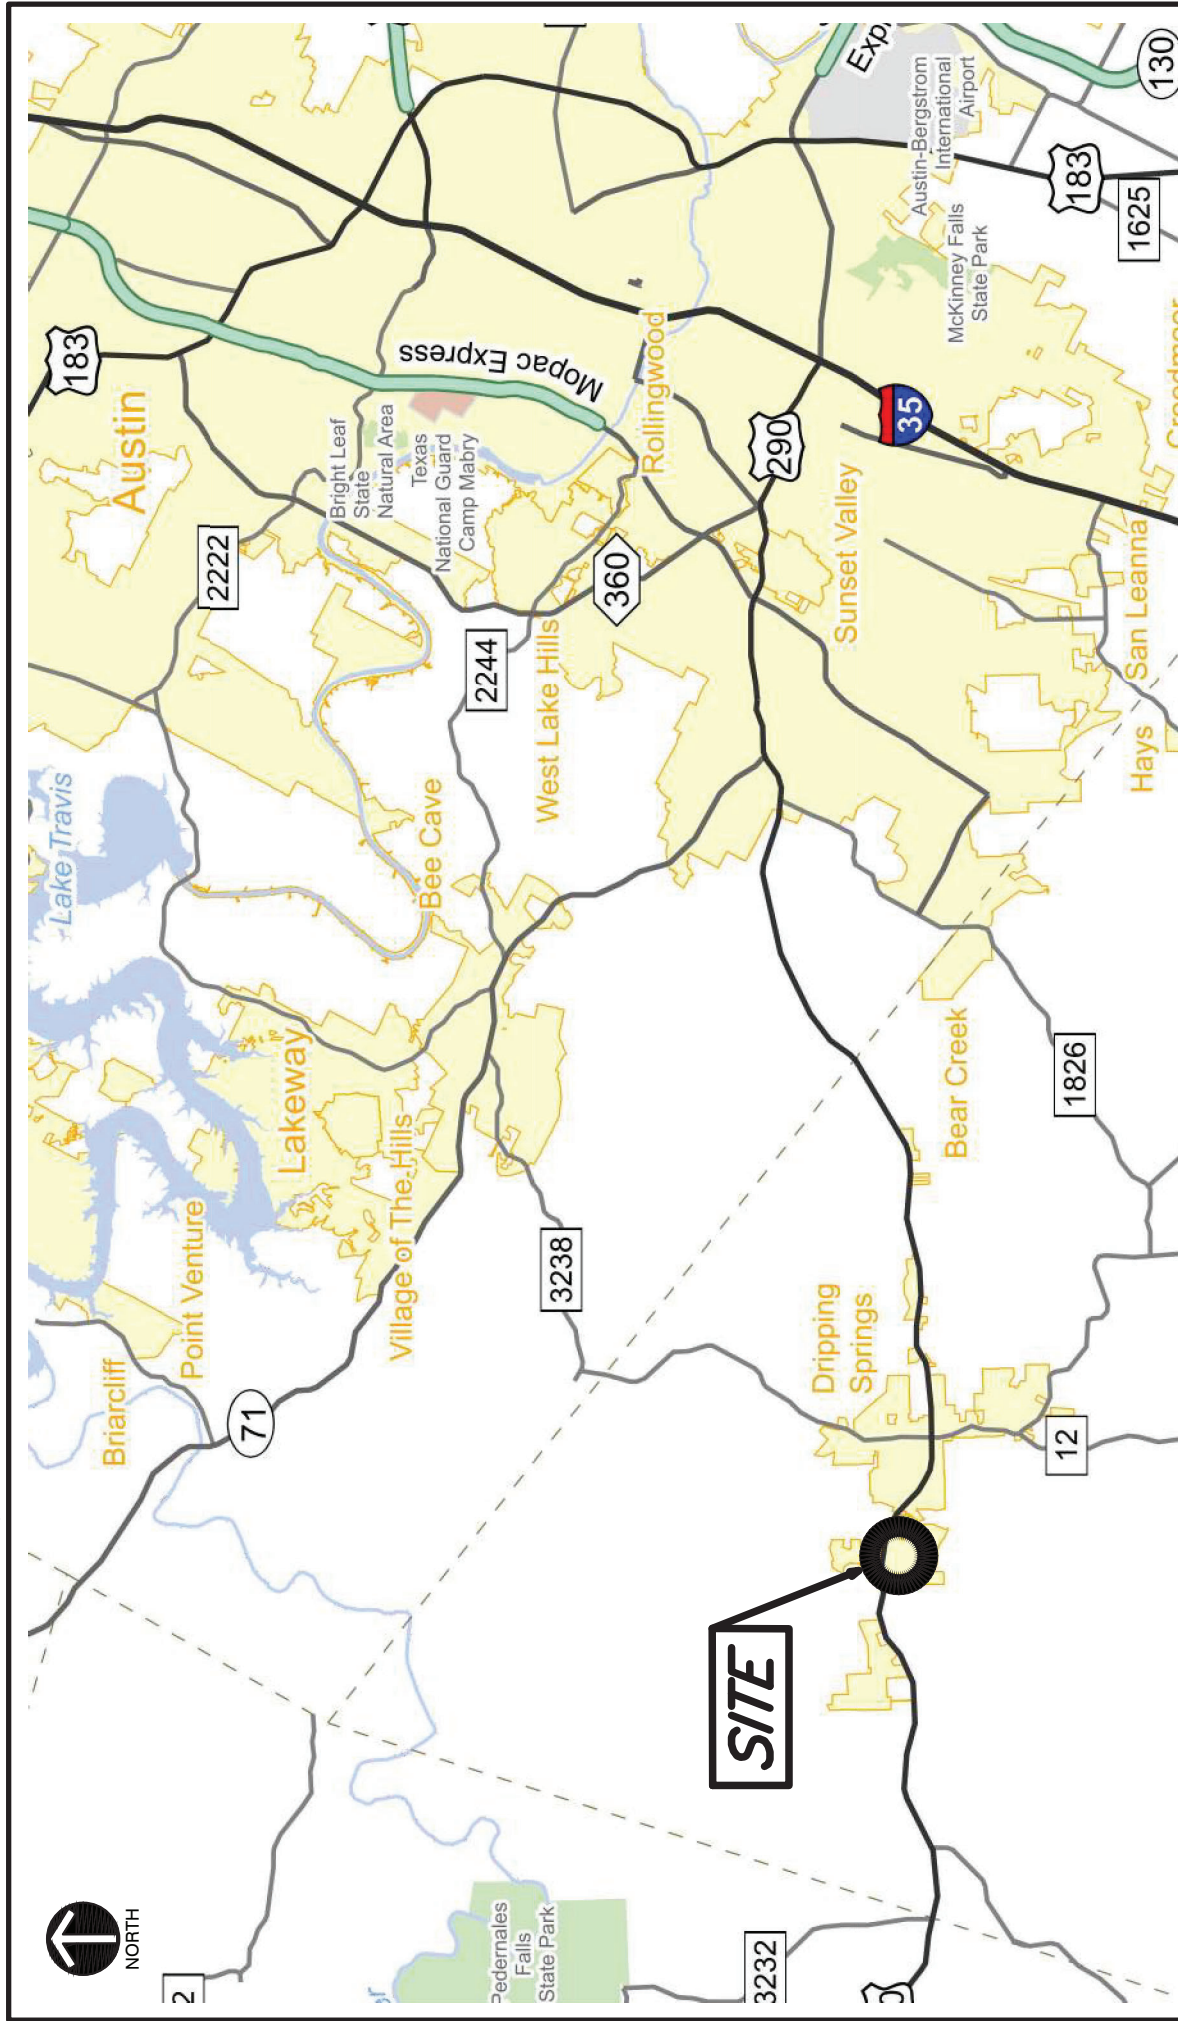 NORTH
Briarcliff
Point Venture
71
Lakeway
Village of The Hills
Lake Travis
Bee Cave
2222
Austin
183
Bright Leaf
State
Natural Area
Texas
National Guard
Camp Mabry
Mopac Express
2244
West Lake Hills
360
Rollingwood
290
Sunset Valley
35
3238
Pedernales
Falls
State Park
3232
SITE
Dripping
Springs
12
Bear Creek
1826
Hays
San Leanna
McKinney Falls
State Park
Austin-Bergstrom
International
Airport
183
1625
130